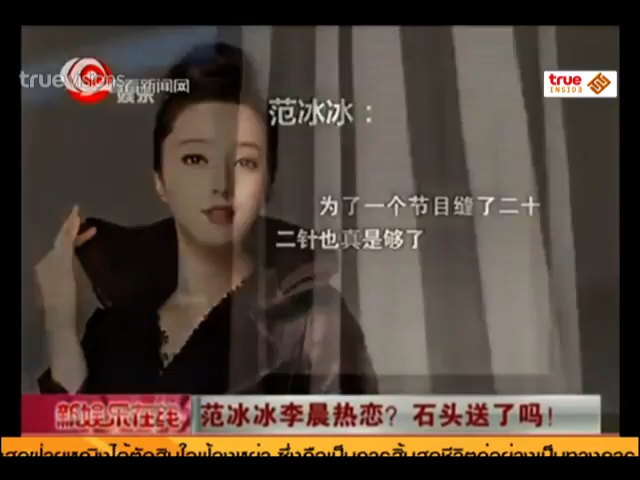 truevisions
新闻网
娱乐
true
INSIDE
范冰冰：
为了一个节目缝了二十
二针也真是够了
新娱乐在线
范冰冰李晨热恋？ 石头送了吗！